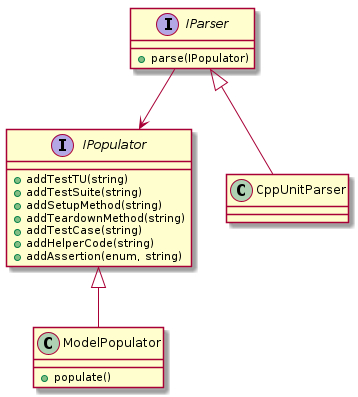 I IParser
parse(IPopulator)
I IPopulator
addTestTU(string)
addTestSuite(string)
addSetupMethod(string)
addTeardownMethod(string)
addTestCase(string)
addHelperCode(string)
addAssertion(enum, string)
C CppUnitParser
C ModelPopulator
populate()